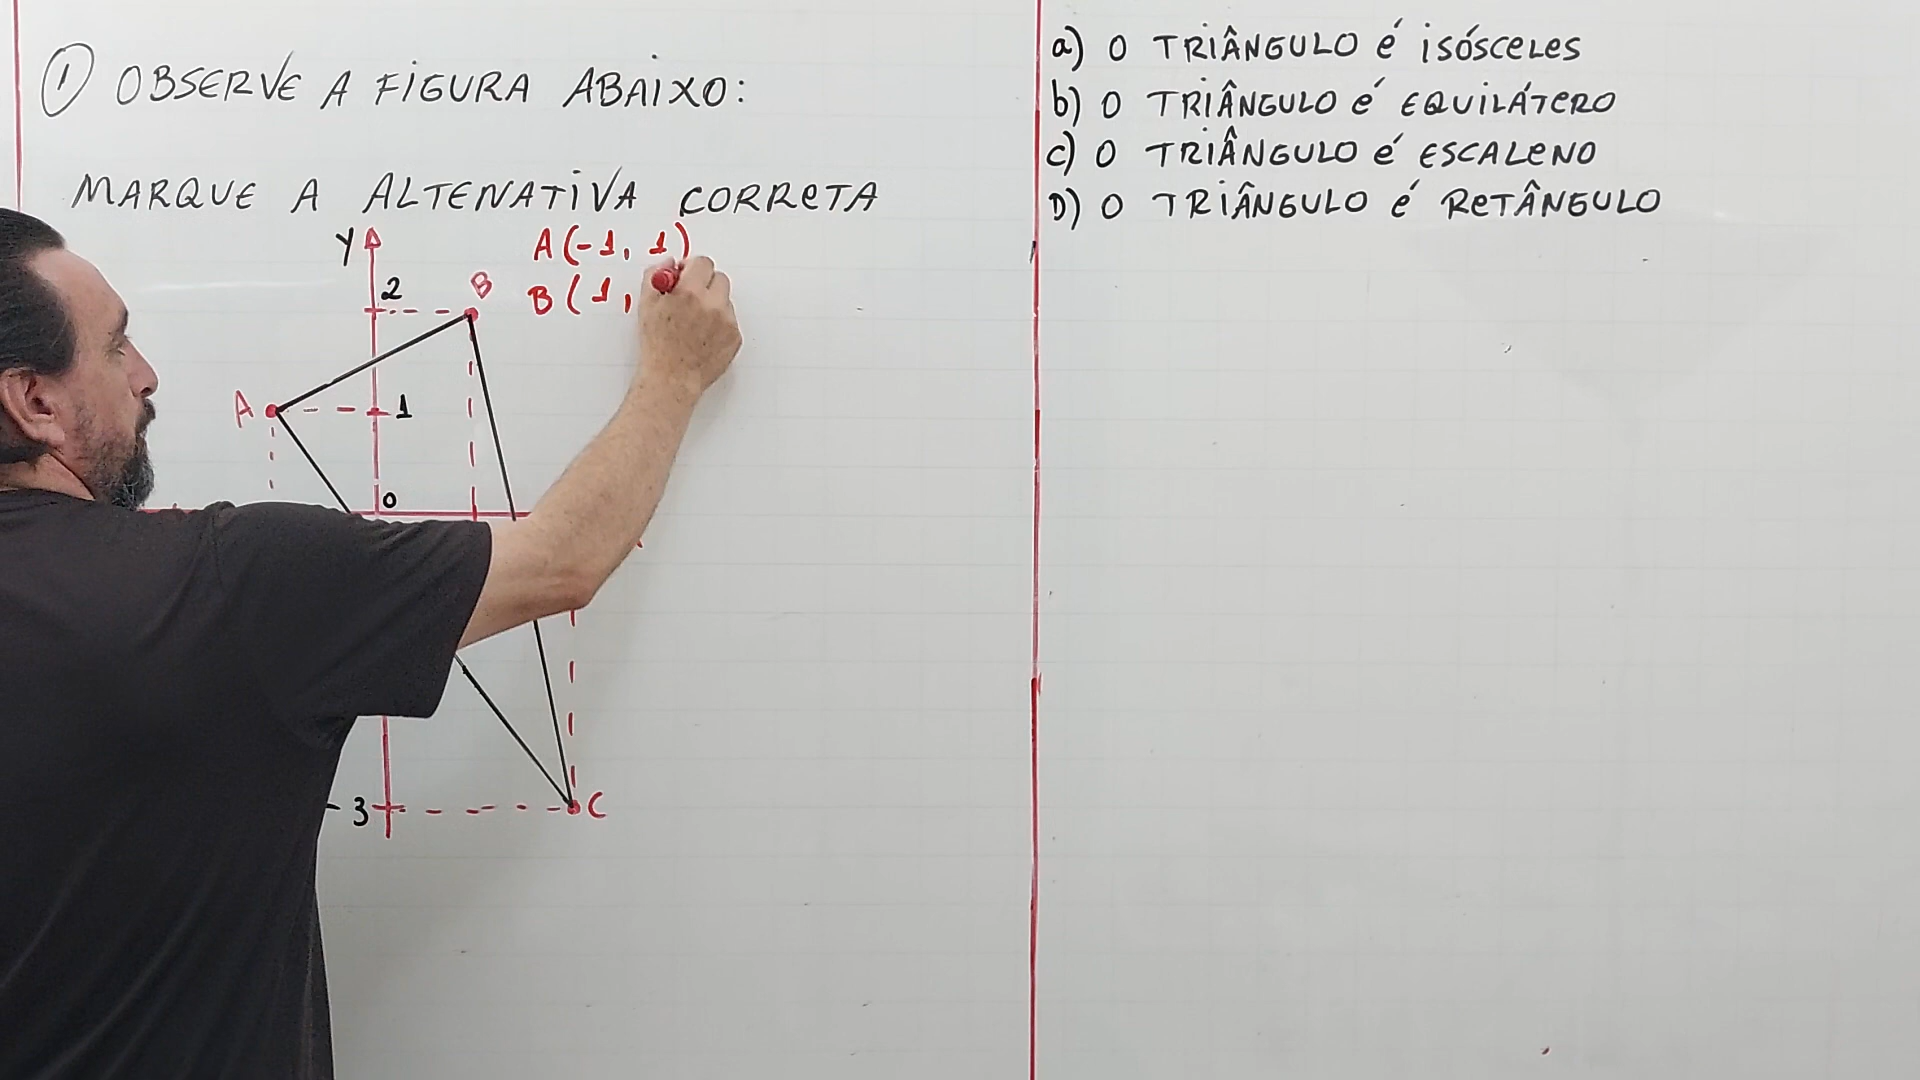 1 OBSERVE A FIGURA ABAIXO:
MARQUE A ALTENATIVA CORRETA
Y
A(-1, 1)
2
B
B(1,
A
1
0
-3
C
a) O TRIÂNGULO é ISÓSCELES
b) O TRIÂNGULO é EQUILÁTERO
c) O TRIÂNGULO é ESCALENO
D) O TRIÂNGULO é RETÂNGULO